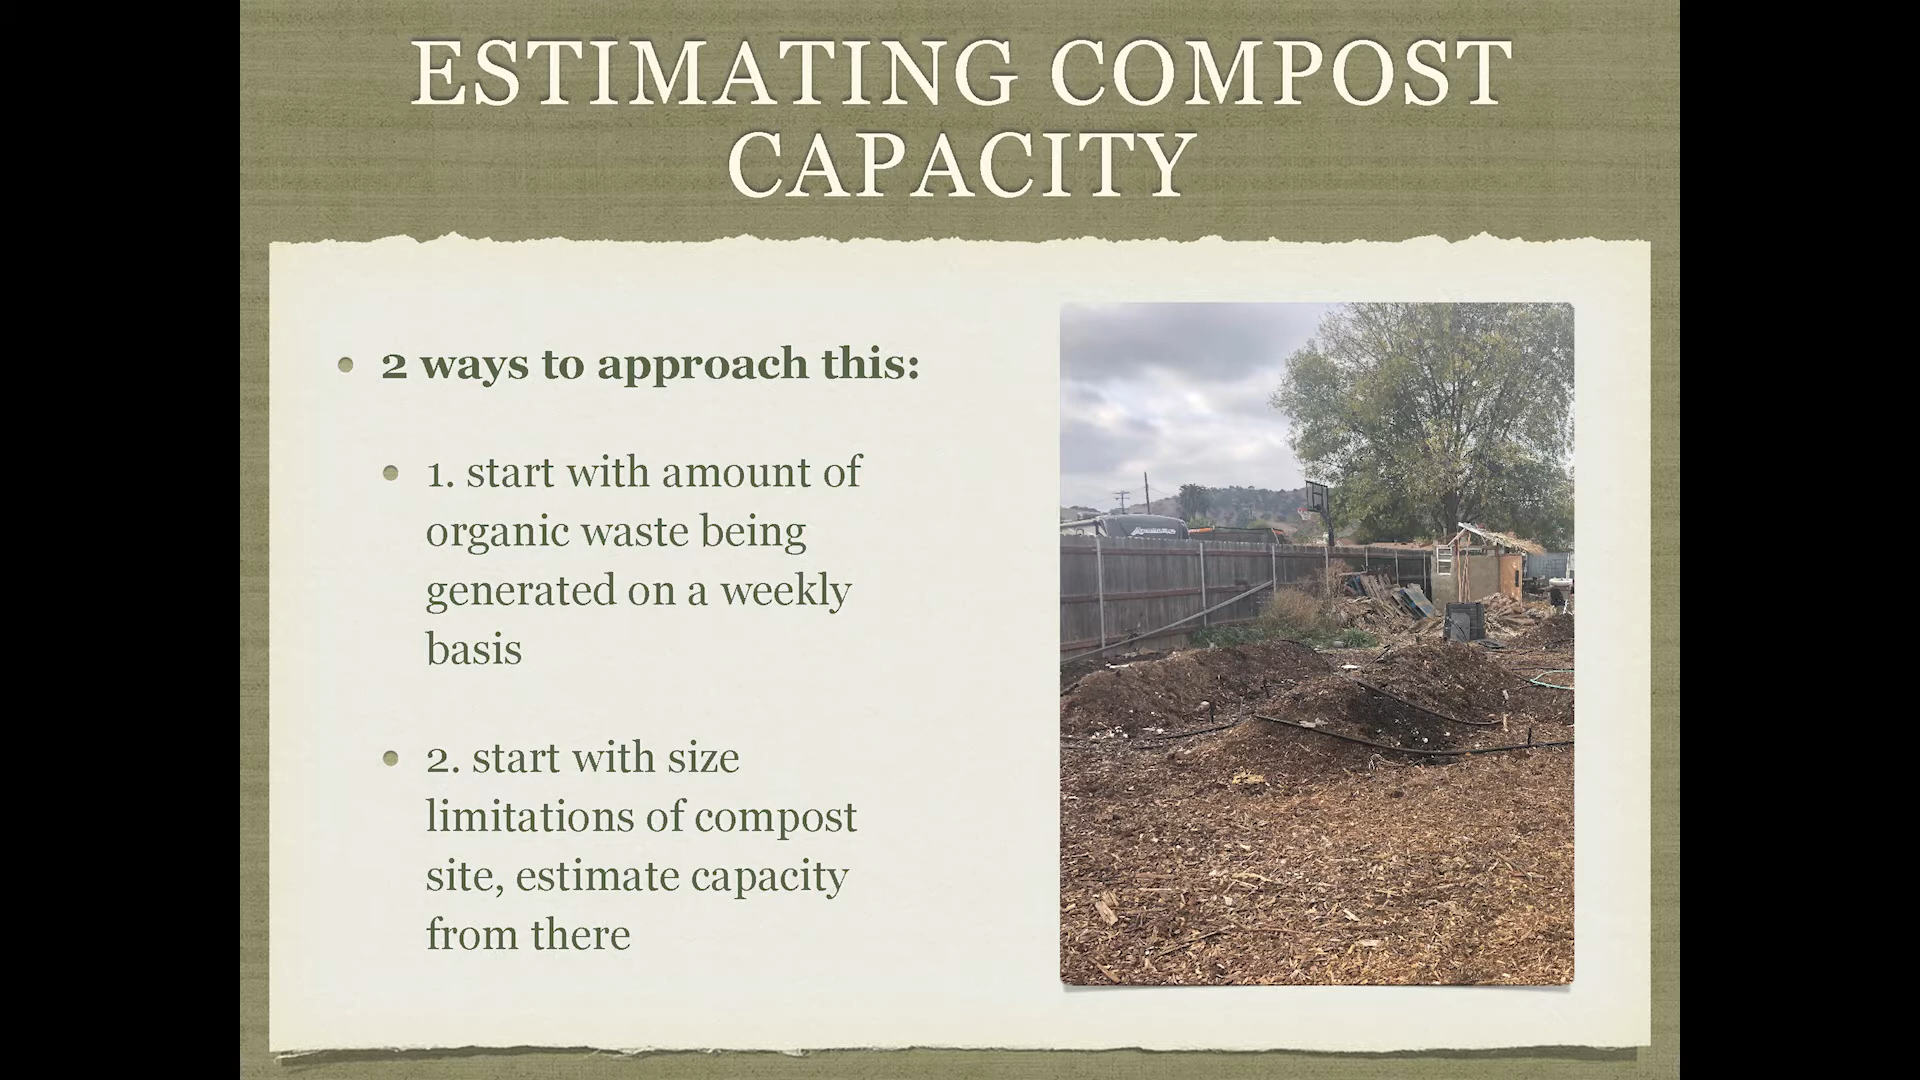 ESTIMATING COMPOST
CAPACITY
2 ways to approach this:
1. start with amount of
organic waste being
generated on a weekly
basis
2. start with size
limitations of compost
site, estimate capacity
from there